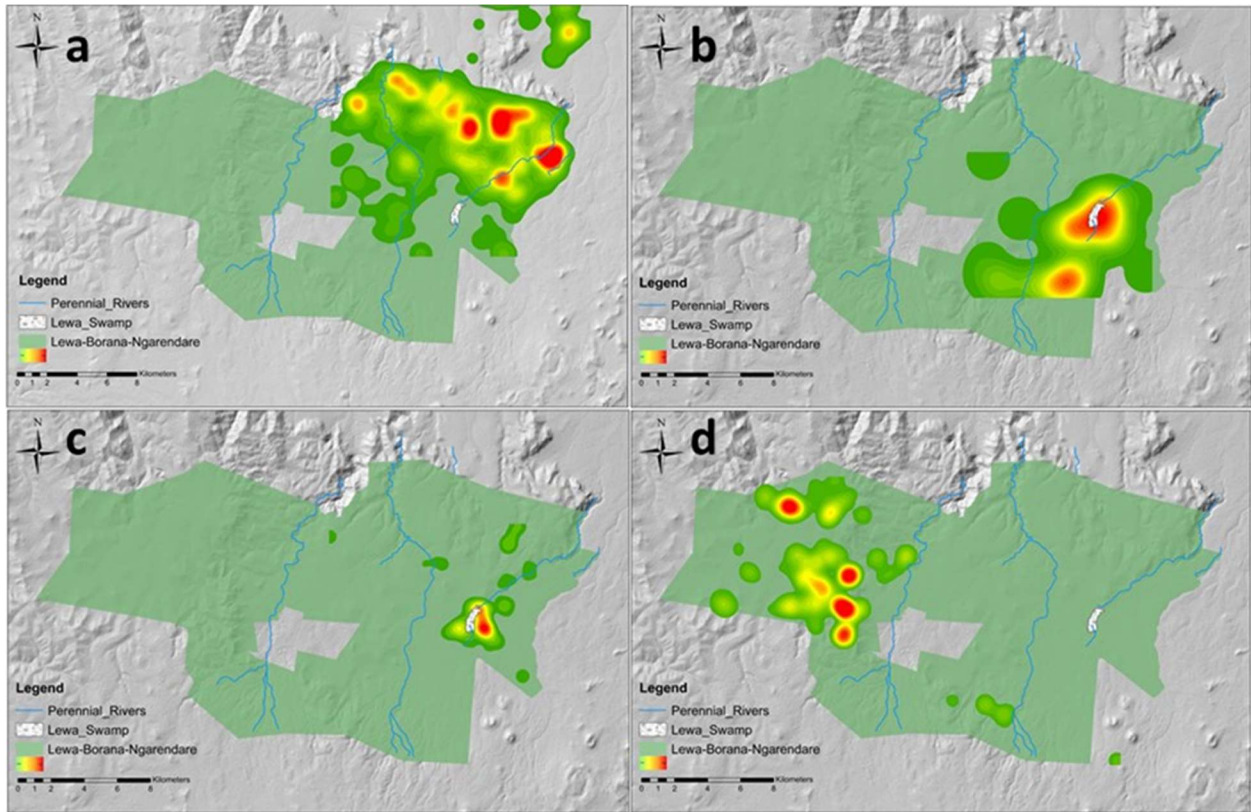 N
a
Legend
Perennial_Rivers
Lewa_Swamp
Lewa-Borana-Ngarendare
0 1 2 4 6 8 Kilometers
N
b
Legend
Perennial_Rivers
Lewa_Swamp
Lewa-Borana-Ngarendare
0 1 2 4 6 8 Kilometers
N
c
Legend
Perennial_Rivers
Lewa_Swamp
Lewa-Borana-Ngarendare
0 1 2 4 6 8 Kilometers
N
d
Legend
Perennial_Rivers
Lewa_Swamp
Lewa-Borana-Ngarendare
0 1 2 4 6 8 Kilometers